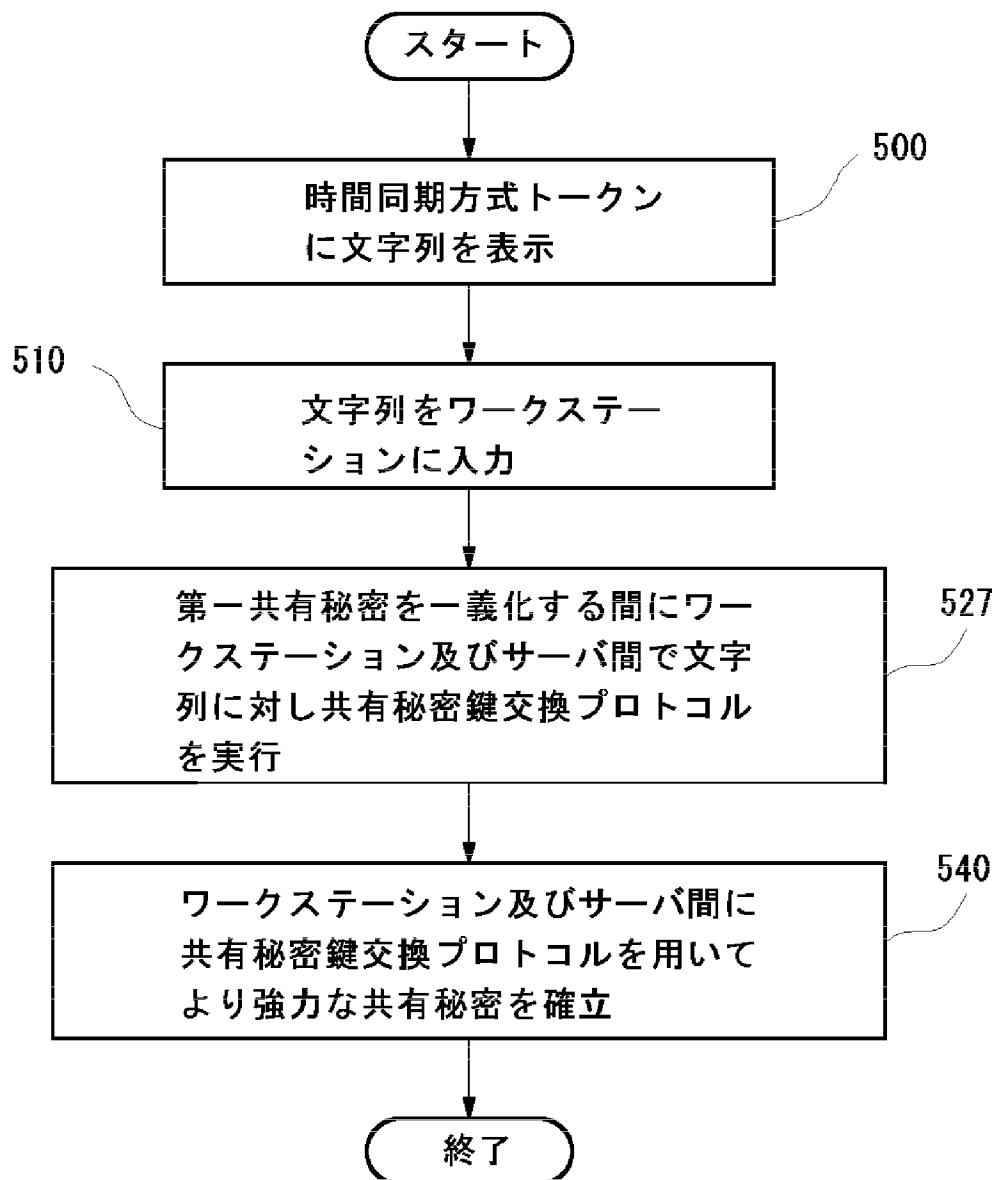 スタート
500
時間同期方式トークン
に文字列を表示
510
文字列をワークステー
ションに入力
527
第一共有秘密を一義化する間にワー
クステーション及びサーバ間で文字
列に対し共有秘密鍵交換プロトコル
を実行
540
ワークステーション及びサーバ間に
共有秘密鍵交換プロトコルを用いて
より強力な共有秘密を確立
終了